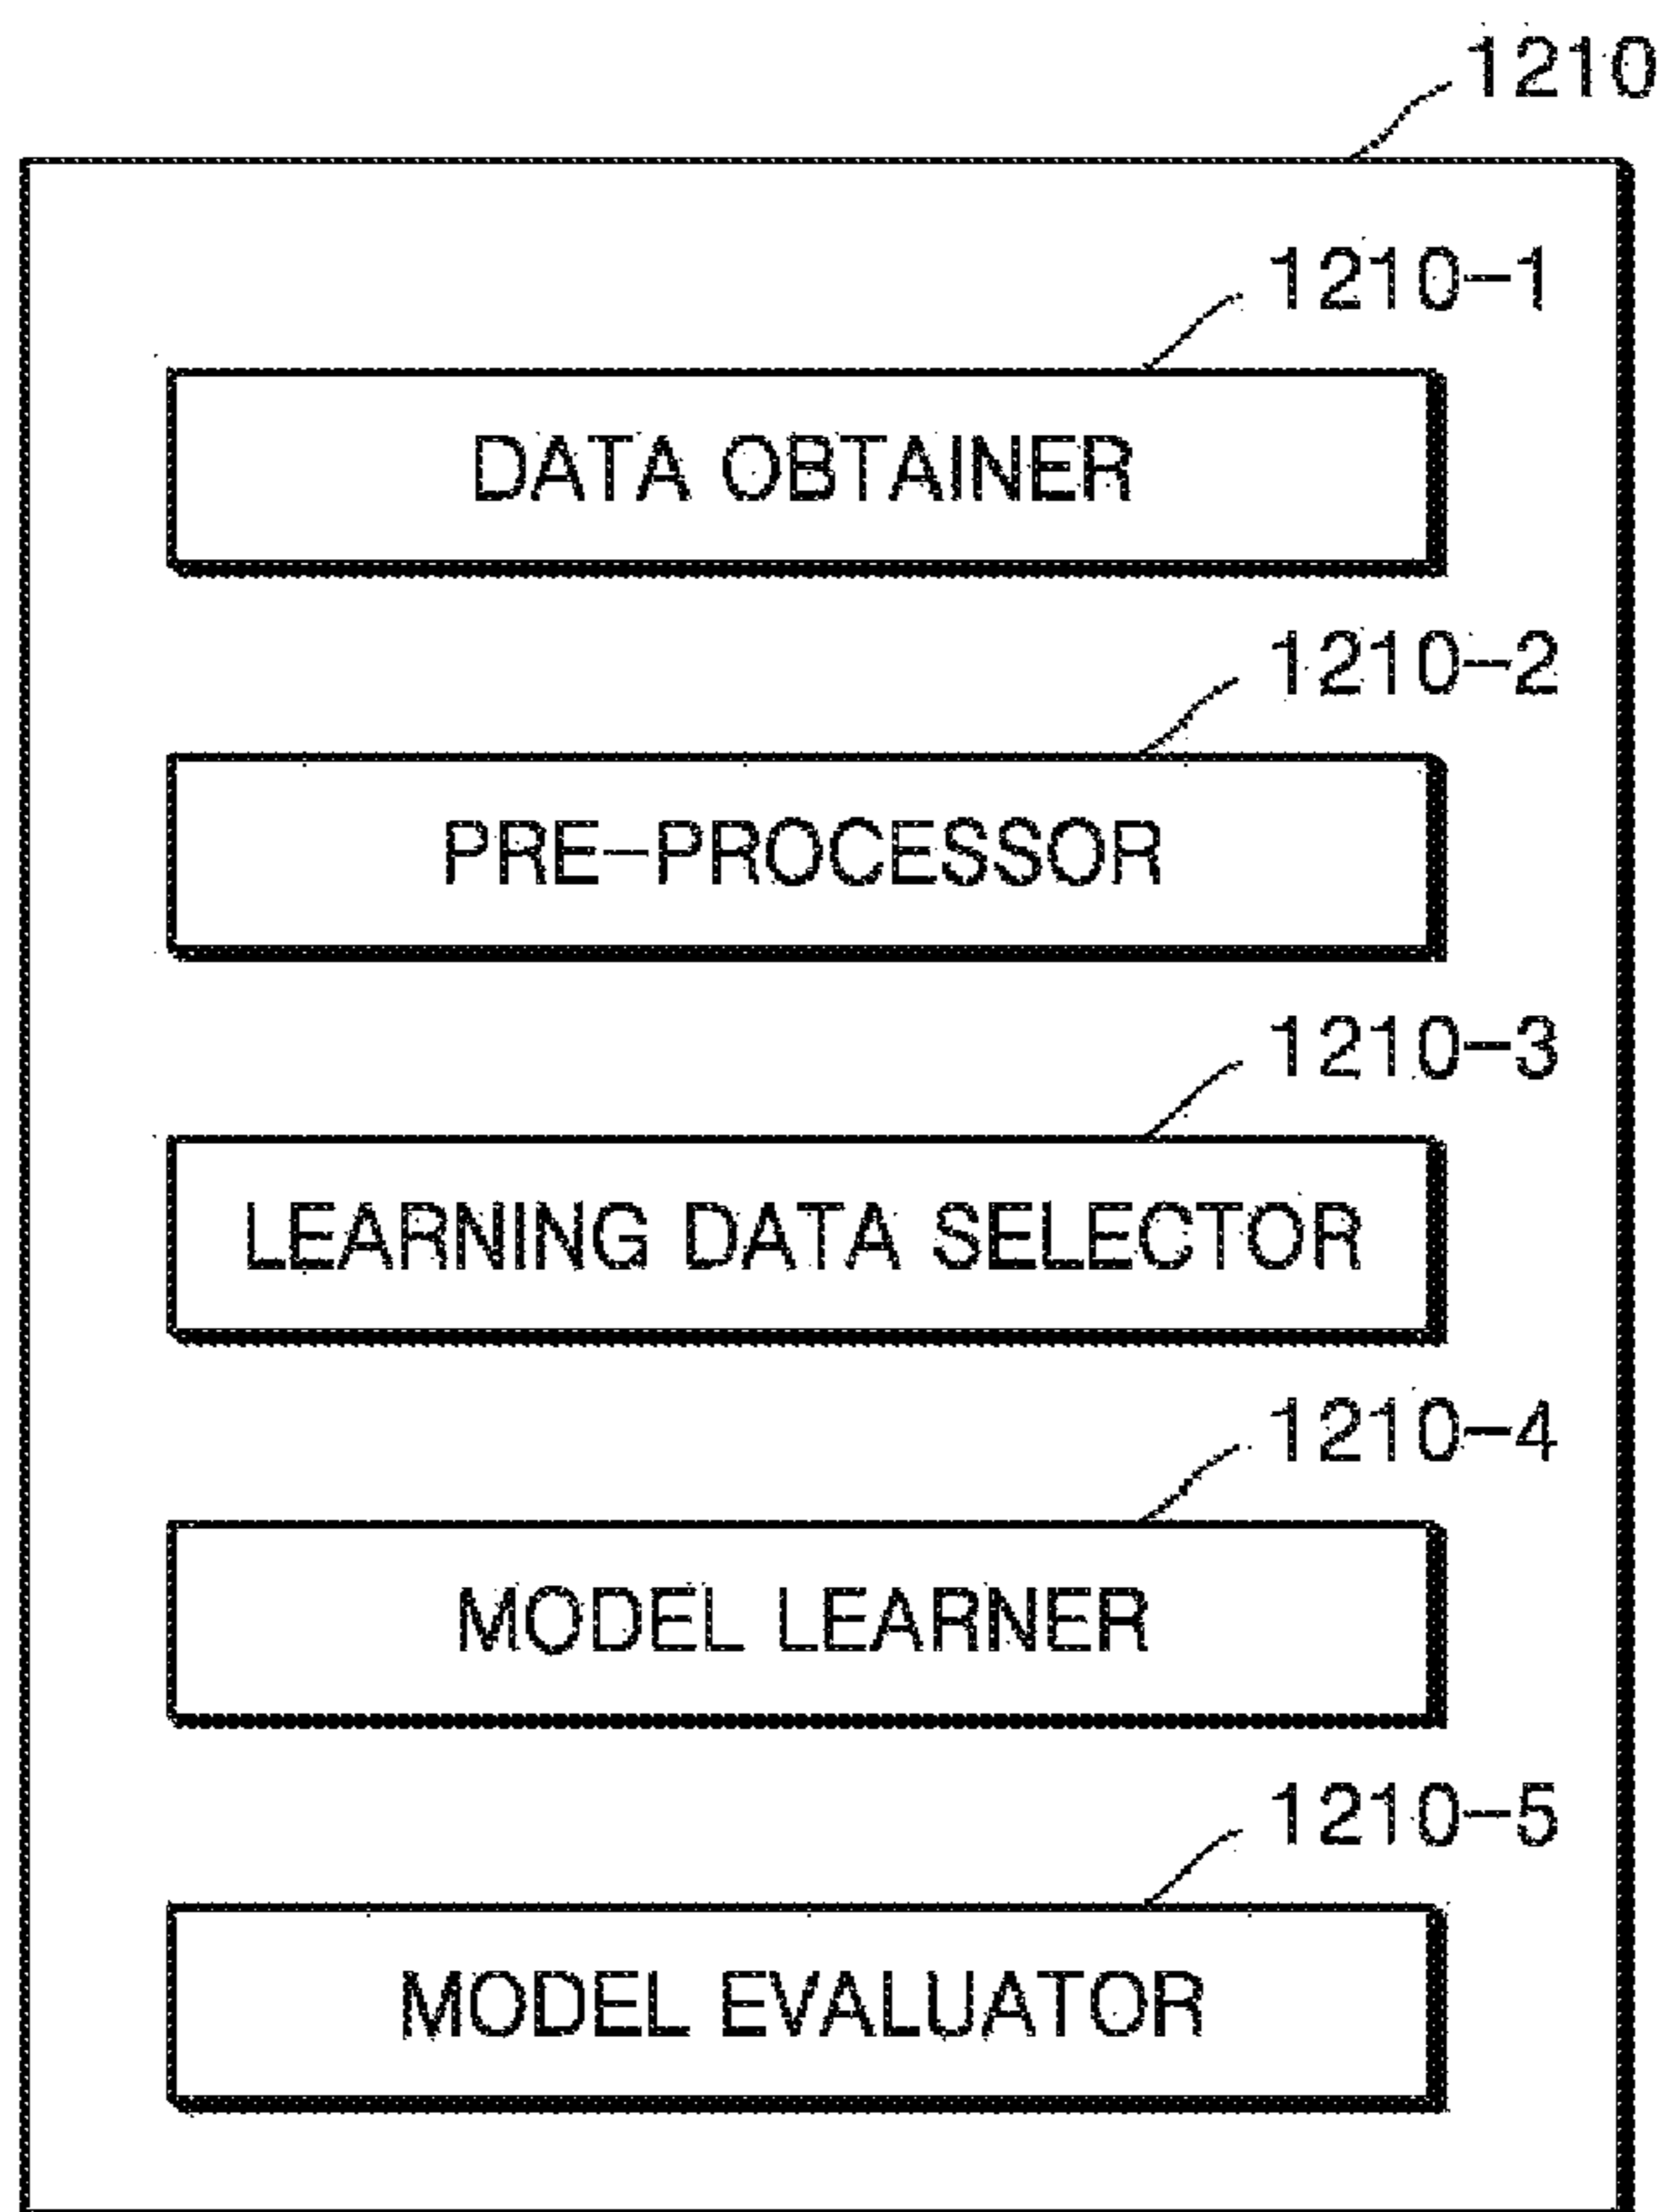 1210
1210-1
DATA OBTAINER
1210-2
PRE-PROCESSOR
1210-3
LEARNING DATA SELECTOR
1210-4
MODEL LEARNER
1210-5
MODEL EVALUATOR